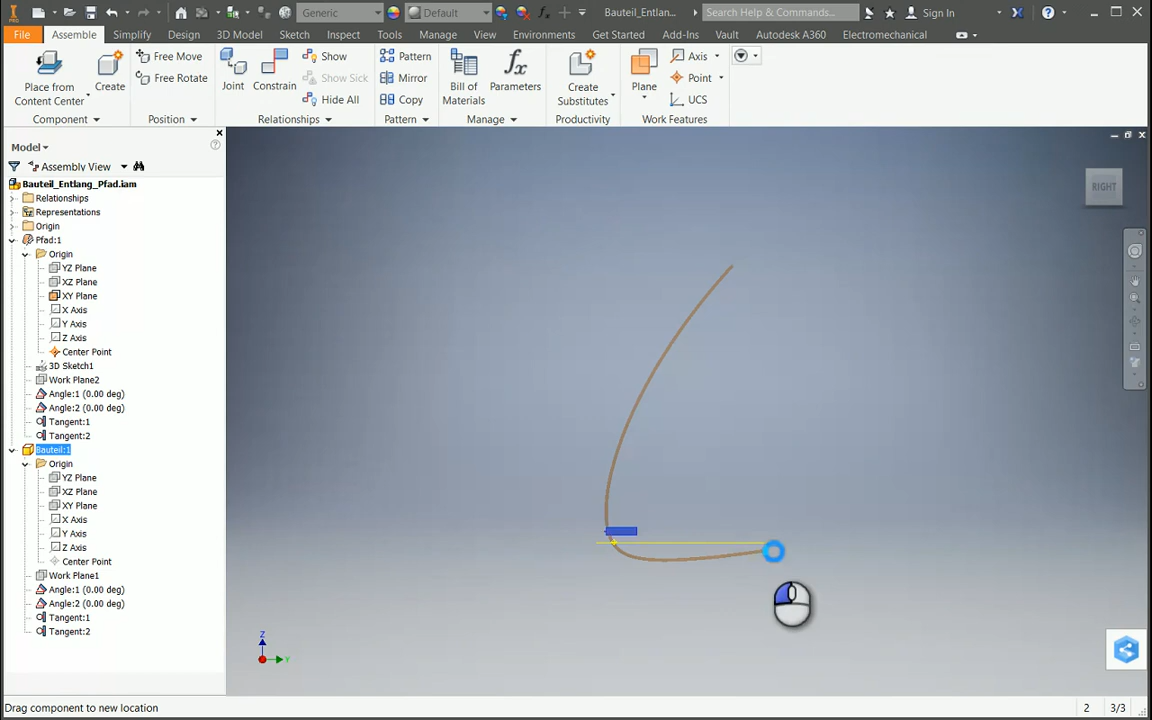 PRO
Generic
Default
Bauteil_Entlan...
Search Help & Commands...
Sign In
File
Assemble
Simplify
Design
3D Model
Sketch
Inspect
Tools
Manage
View
Environments
Get Started
Add-Ins
Vault
Autodesk A360
Electromechanical
Place from
Content Center
Create
Free Move
Free Rotate
Joint
Constrain
Show
Show Sick
Hide All
Pattern
Mirror
Copy
Bill of
Materials
Parameters
Create
Substitutes
Plane
Axis
Point
UCS
Component
Position
Relationships
Pattern
Manage
Productivity
Work Features
Model
Assembly View
Bauteil_Entlang_Pfad.iam
Relationships
Representations
Origin
Pfad:1
Origin
YZ Plane
XZ Plane
XY Plane
X Axis
Y Axis
Z Axis
Center Point
3D Sketch1
Work Plane2
Angle:1 (0.00 deg)
Angle:2 (0.00 deg)
Tangent:1
Tangent:2
Bauteil:1
Origin
YZ Plane
XZ Plane
XY Plane
X Axis
Y Axis
Z Axis
Center Point
Work Plane1
Angle:1 (0.00 deg)
Angle:2 (0.00 deg)
Tangent:1
Tangent:2
RIGHT
Z
Y
Drag component to new location
2
3/3